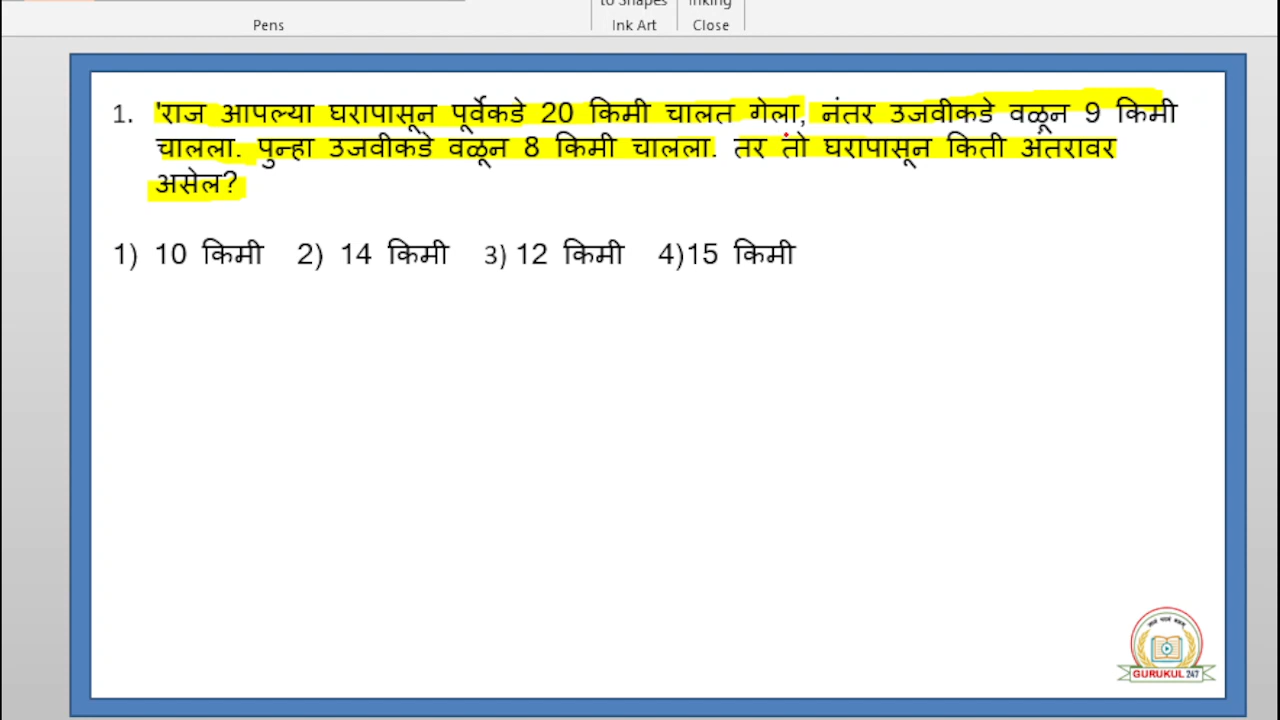 to Shapes Inking
Pens Ink Art Close
1. 'राज आपल्या घरापासून पूर्वेकडे 20 किमी चालत गेला, नंतर उजवीकडे वळून 9 किमी
चालला. पुन्हा उजवीकडे वळून 8 किमी चालला. तर तो घरापासून किती अंतरावर
असेल?
1) 10 किमी 2) 14 किमी 3) 12 किमी 4)15 किमी
GURUKUL 247